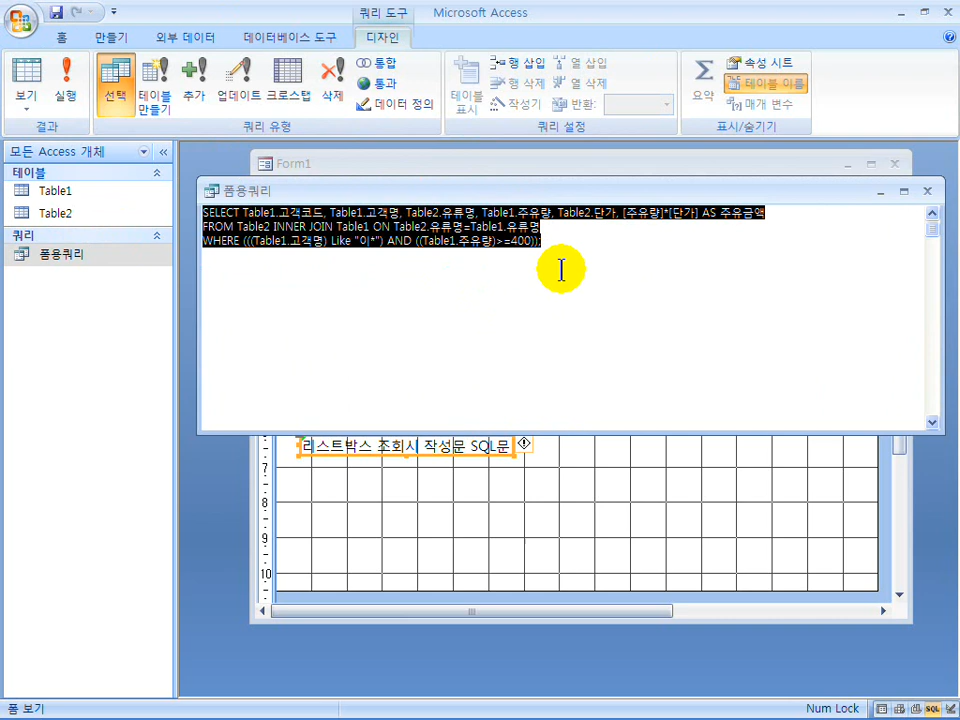 쿼리 도구
Microsoft Access
홈 만들기 외부 데이터 데이터베이스 도구 디자인
보기
실행
선택
테이블
만들기
추가
업데이트
크로스탭
삭제
통합
통과
데이터 정의
테이블
표시
행 삽입
행 삭제
작성기
열 삽입
열 삭제
반환:
요약
속성 시트
테이블 이름
매개 변수
결과
쿼리 유형
쿼리 설정
표시/숨기기
모든 Access 개체
테이블
Table1
Table2
쿼리
폼용쿼리
Form1
폼용쿼리
SELECT Table1.고객코드, Table1.고객명, Table2.유류명, Table1.주유량, Table2.단가, [주유량]*[단가] AS 주유금액
FROM Table2 INNER JOIN Table1 ON Table2.유류명=Table1.유류명
WHERE (((Table1.고객명) Like "이*") AND ((Table1.주유량)>=400));
리스트박스 조회시 작성문 SQL문
7
8
9
10
폼 보기
Num Lock
SQL